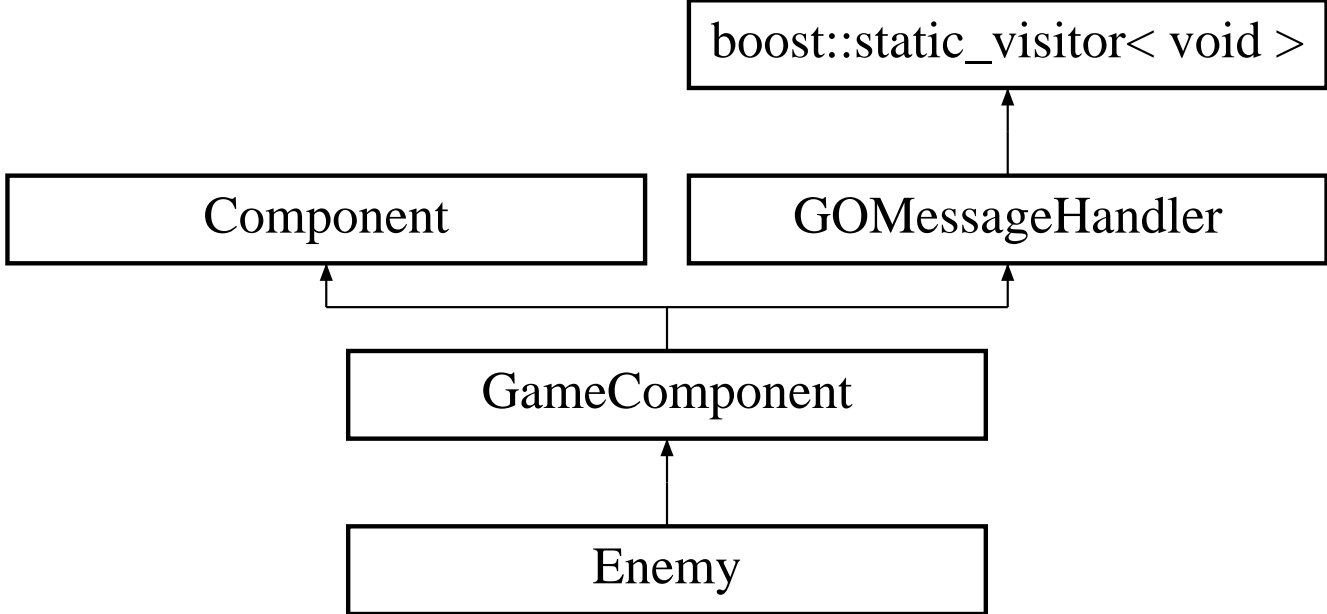 boost::static_visitor< void >
Component
GOMessageHandler
GameComponent
Enemy